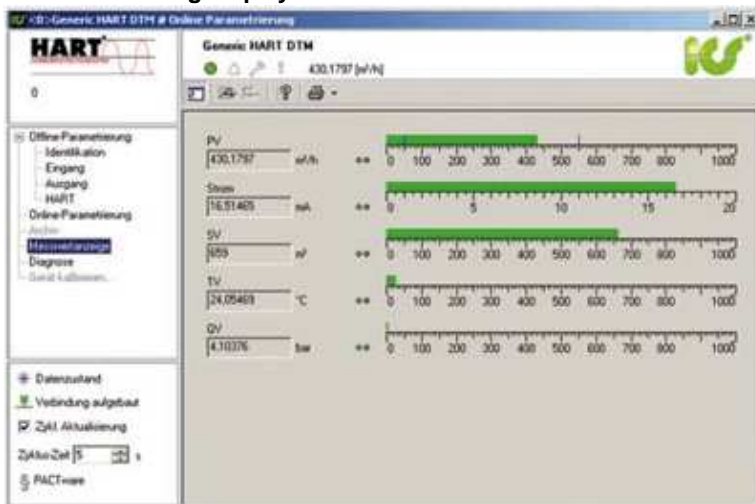 <D:>Generic HART DTM # Online Parametrierung
HART
Generic HART DTM
430,1797 [m³/h]
ICS
0
Offline-Parametrierung
Identifikation
Eingang
Ausgang
HART
Online-Parametrierung
Archiv
Messwertanzeige
Diagnose
PV
430,1797 m³/h
0 100 200 300 400 500 600 700 800 1000
Strom
16,51465 mA
0 5 10 15 20
SV
659 m³
0 100 200 300 400 500 600 700 800 1000
TV
24,05469 °C
0 100 200 300 400 500 600 700 800 1000
QV
4,10376 bar
0 100 200 300 400 500 600 700 800 1000
Datenzustand
Verbindung aufgebaut
Zykl. Aktualisierung
Zyklus-Zeit 5 s
PACTware